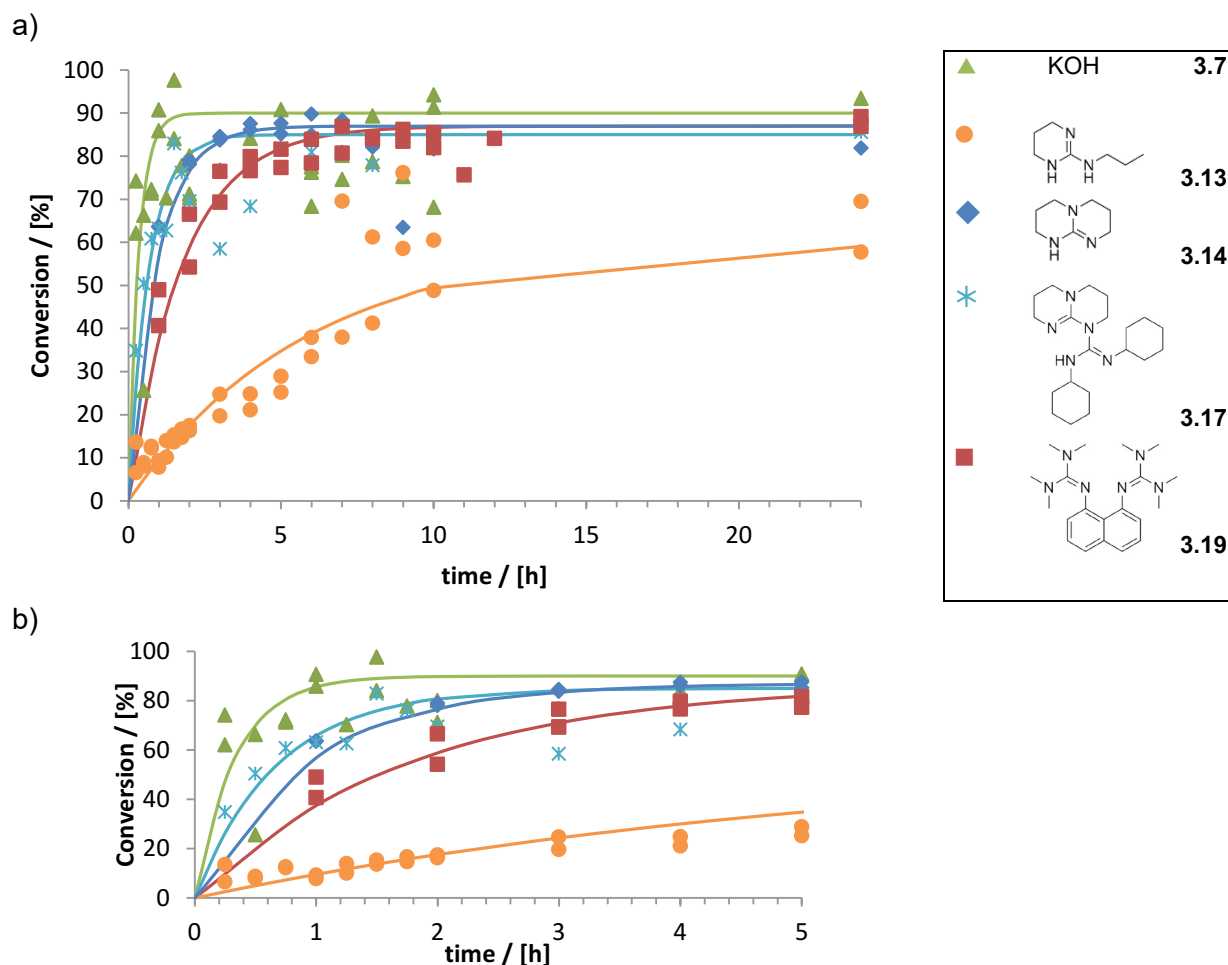 a)
100
90
80
70
60
50
40
30
20
10
0
Conversion / [%]
0 5 10 15 20
time / [h]
KOH 3.7
N
N
H
N
H
3.13
N
N
H
N
3.14
N
N
N
HN
N
3.17
N
N
N
N
N
N
3.19
b)
100
80
60
40
20
0
Conversion / [%]
0 1 2 3 4 5
time / [h]